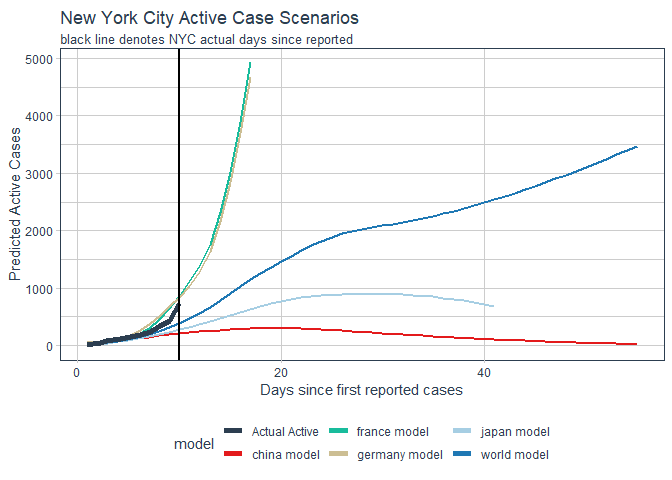 New York City Active Case Scenarios
black line denotes NYC actual days since reported
Predicted Active Cases
5000
4000
3000
2000
1000
0
0 20 40
Days since first reported cases
model
Actual Active france model japan model
china model germany model world model